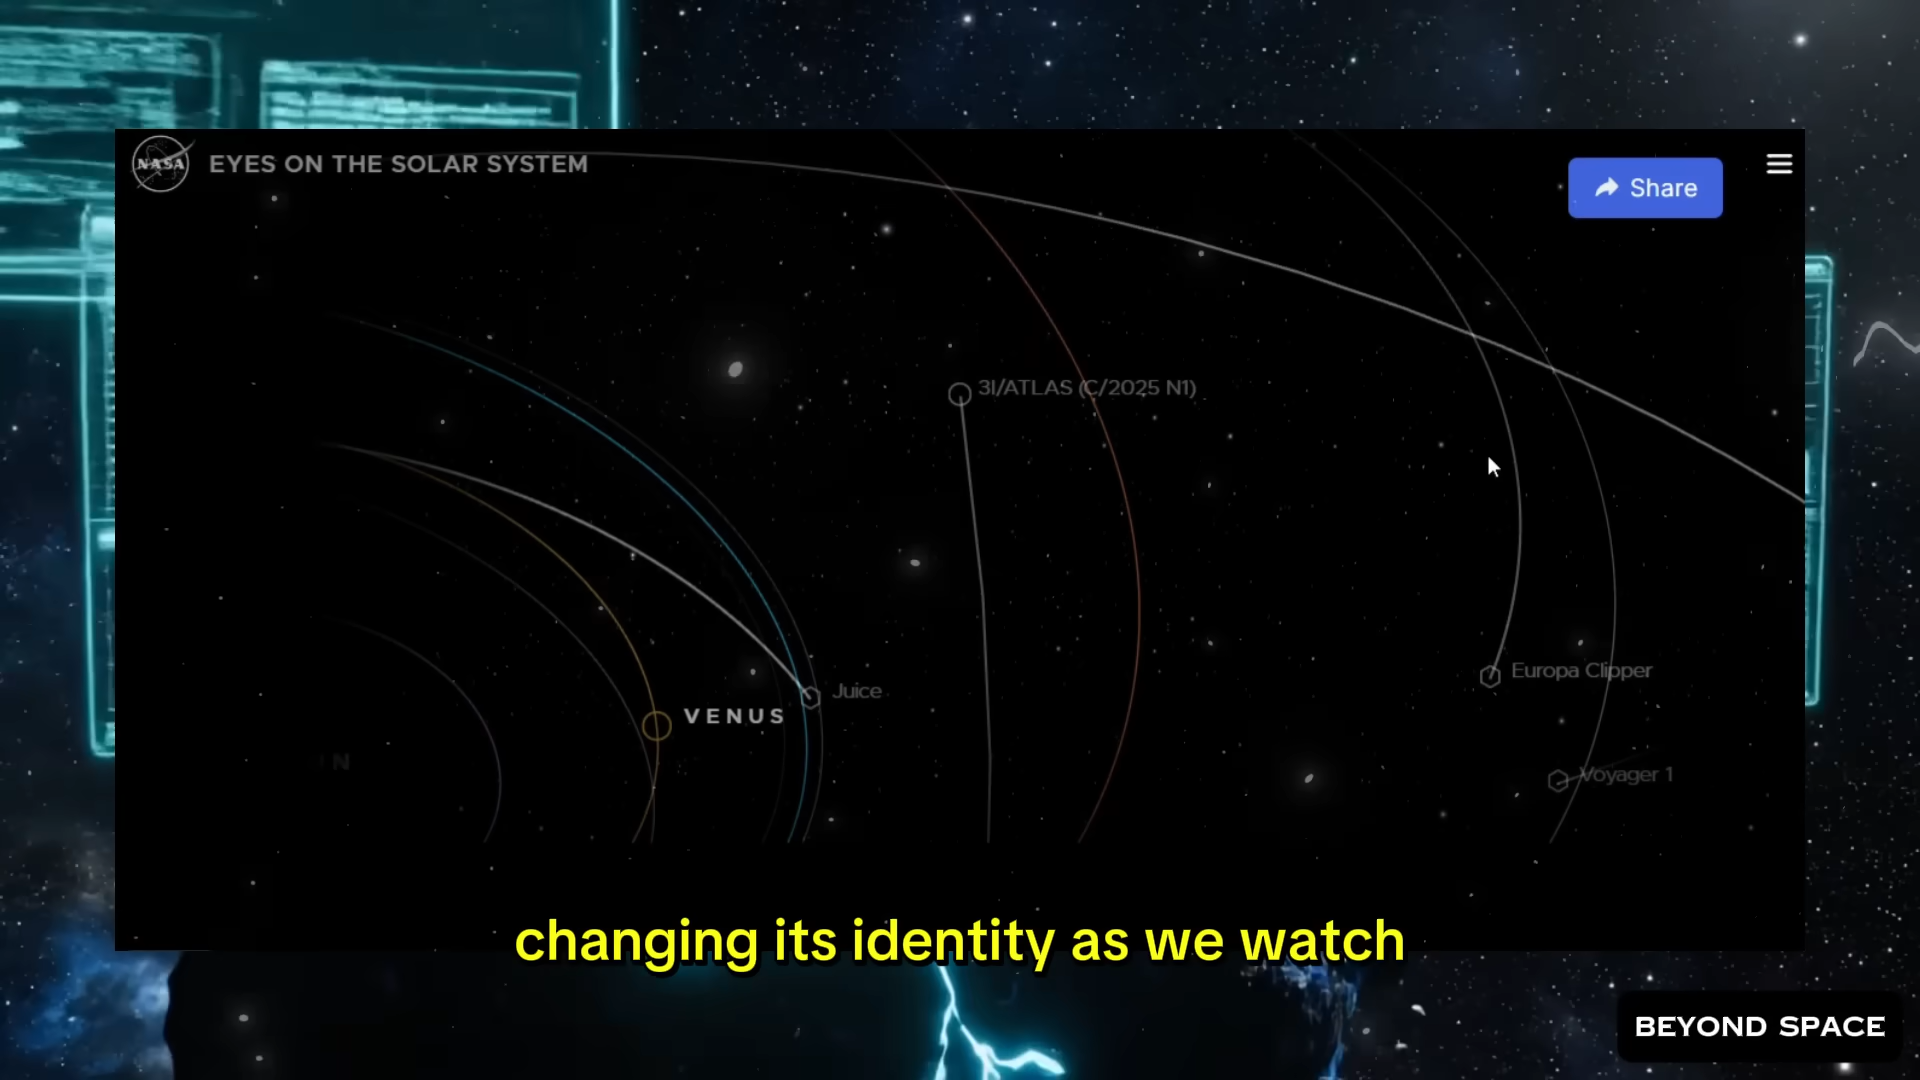 NASA
EYES ON THE SOLAR SYSTEM
Share
3I/ATLAS (C/2025 N1)
Europa Clipper
Juice
VENUS
Voyager 1
changing its identity as we watch
BEYOND SPACE